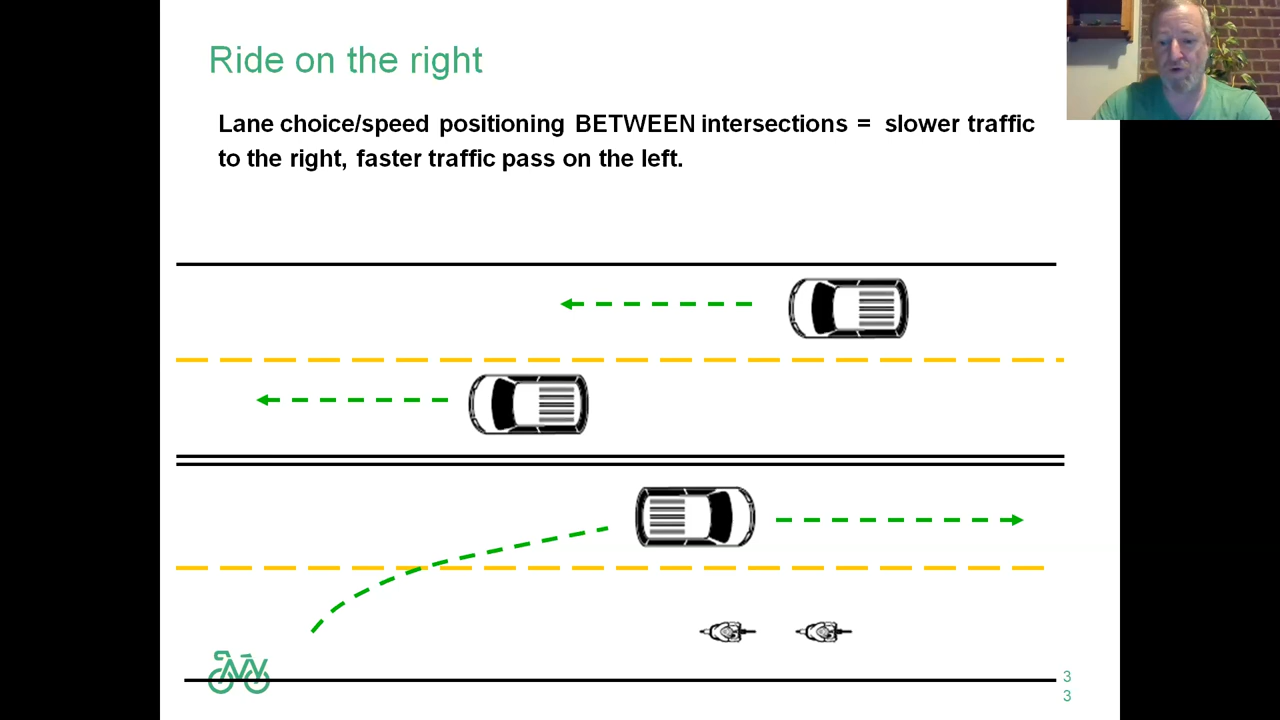 Ride on the right
Lane choice/speed positioning BETWEEN intersections = slower traffic
to the right, faster traffic pass on the left.
3
3